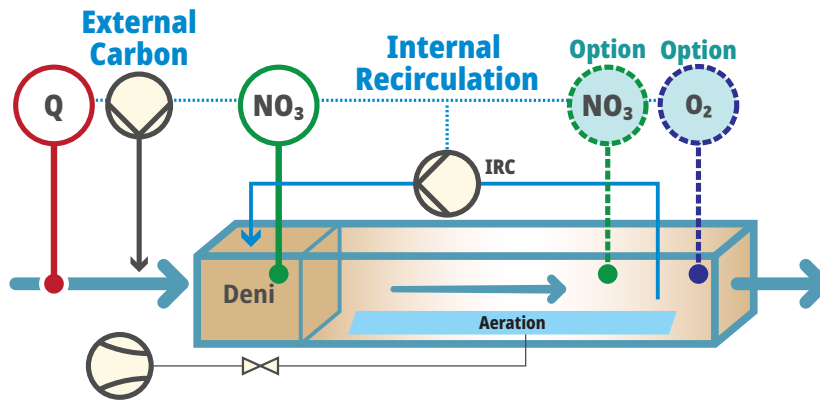 External
Carbon
Internal
Recirculation
Option
Option
Q
NO₃
NO₃
O₂
IRC
Deni
Aeration